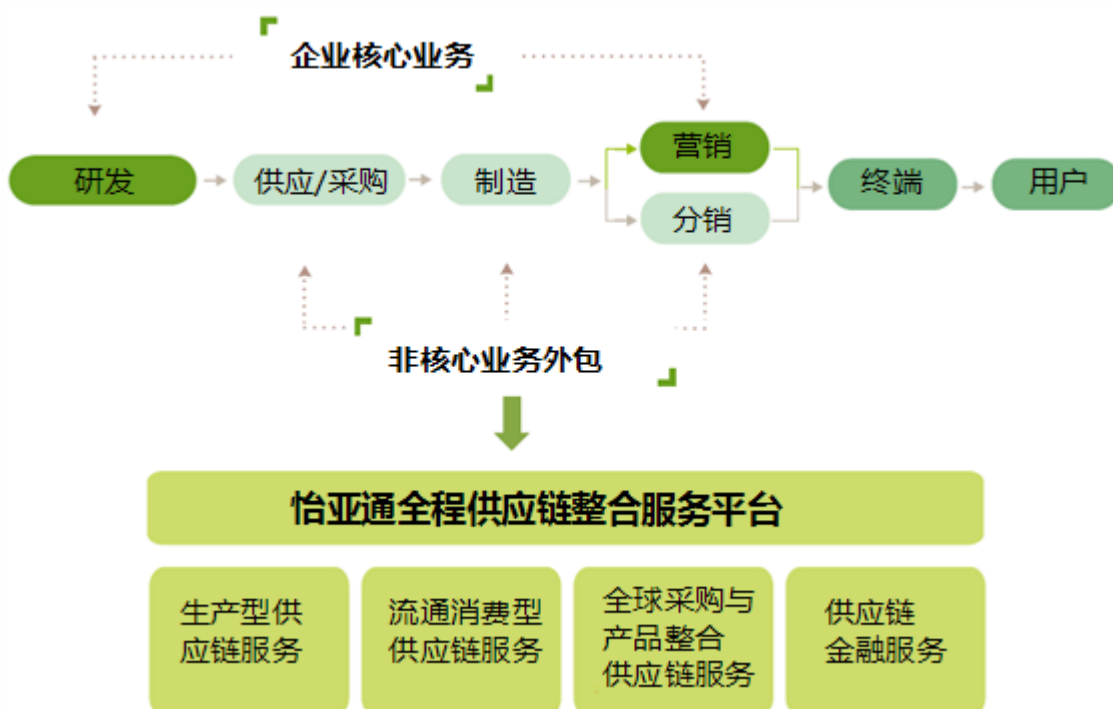 企业核心业务
研发
供应/采购
制造
营销
分销
终端
用户
非核心业务外包
怡亚通全程供应链整合服务平台
生产型供
应链服务
流通消费型
供应链服务
全球采购与
产品整合
供应链服务
供应链
金融服务